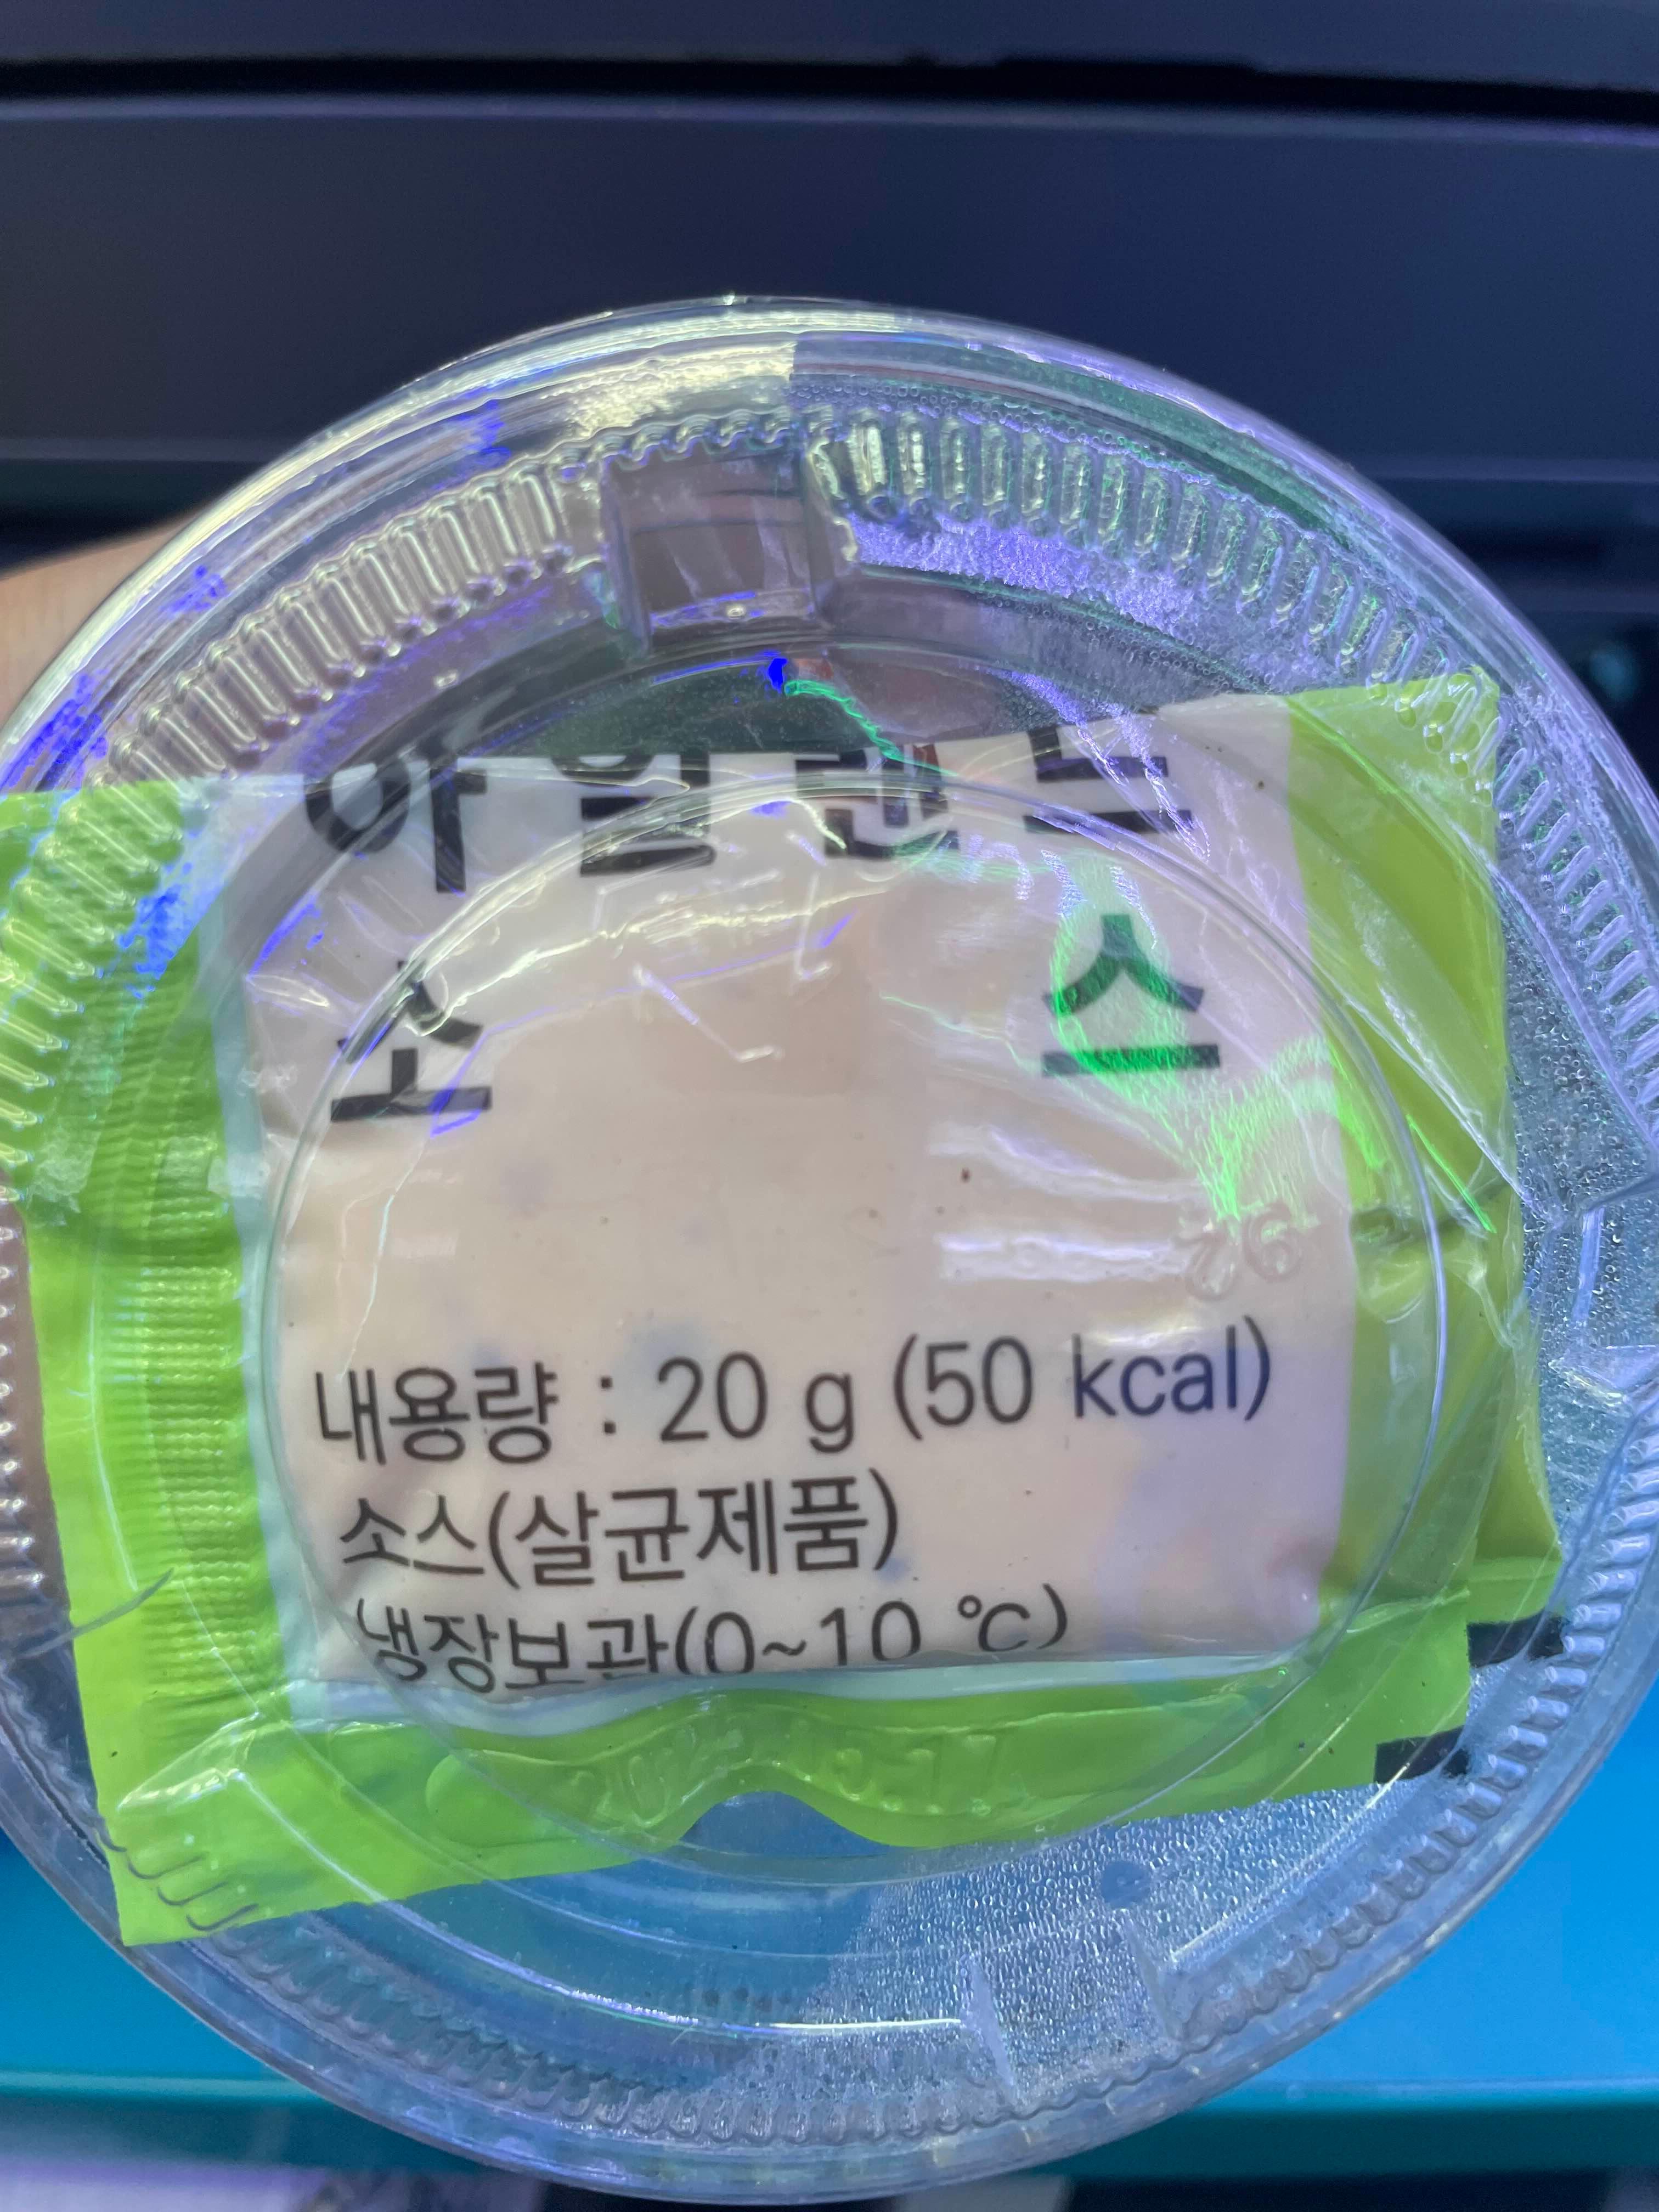 아일랜드
소 스
내용량 : 20 g (50 kcal)
소스(살균제품)
냉장보관(0~10 ℃)